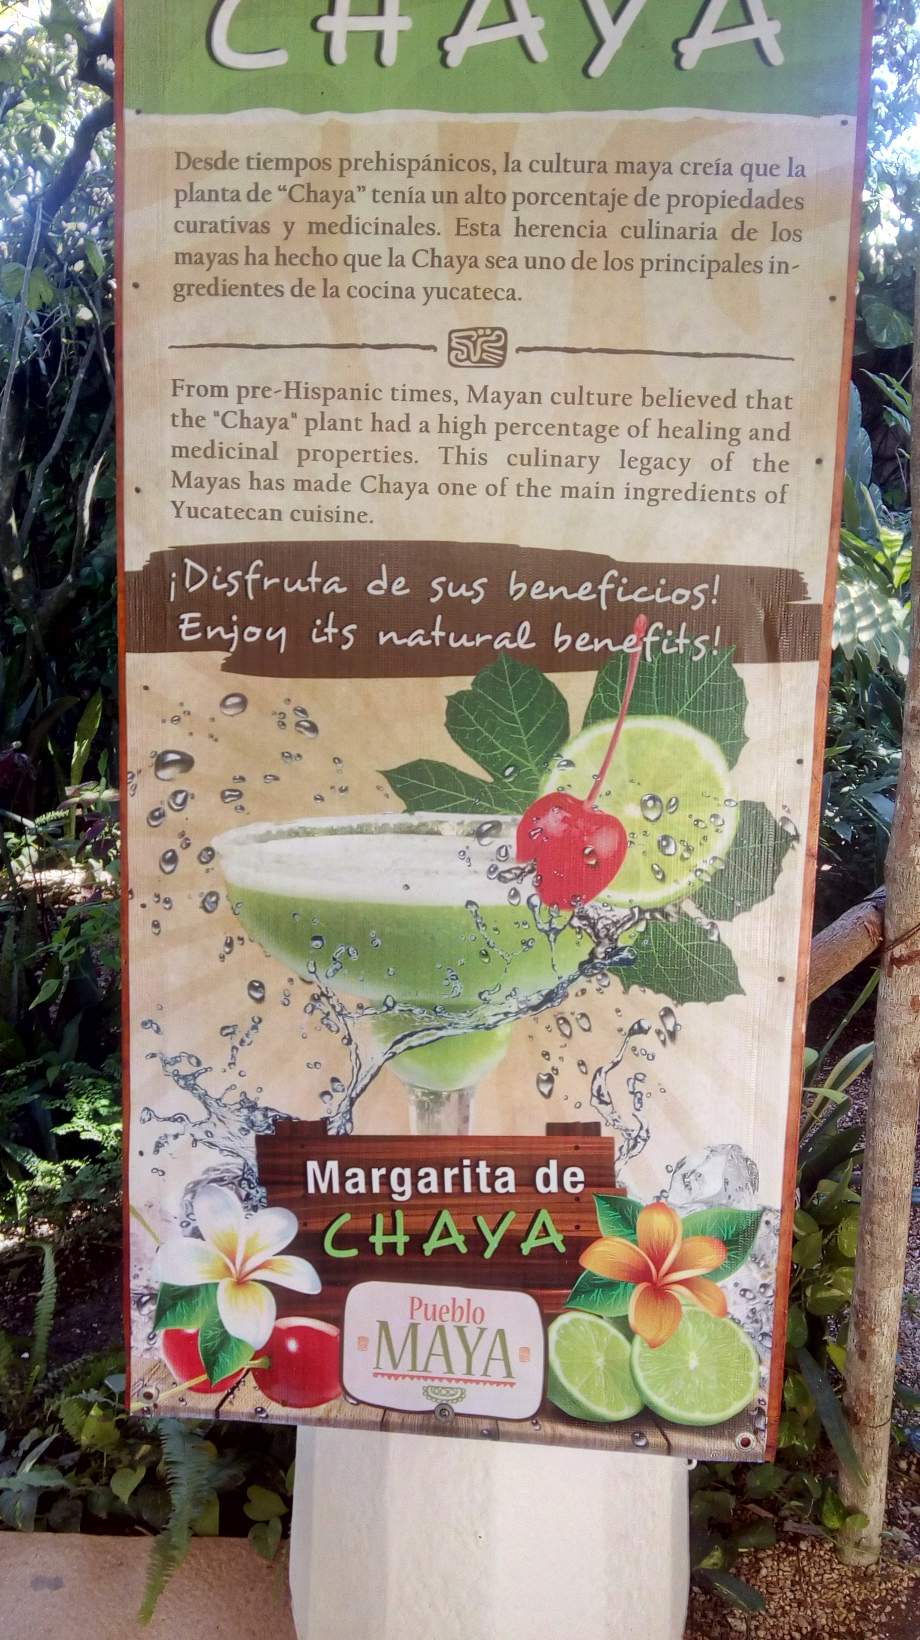 CHAYA
Desde tiempos prehispánicos, la cultura maya creía que la
planta de “Chaya” tenía un alto porcentaje de propiedades
curativas y medicinales. Esta herencia culinaria de los
mayas ha hecho que la Chaya sea uno de los principales in-
gredientes de la cocina yucateca.
From pre-Hispanic times, Mayan culture believed that
the "Chaya" plant had a high percentage of healing and
medicinal properties. This culinary legacy of the
Mayas has made Chaya one of the main ingredients of
Yucatecan cuisine.
¡Disfruta de sus beneficios!
Enjoy its natural benefits!
Margarita de
CHAYA
Pueblo
MAYA